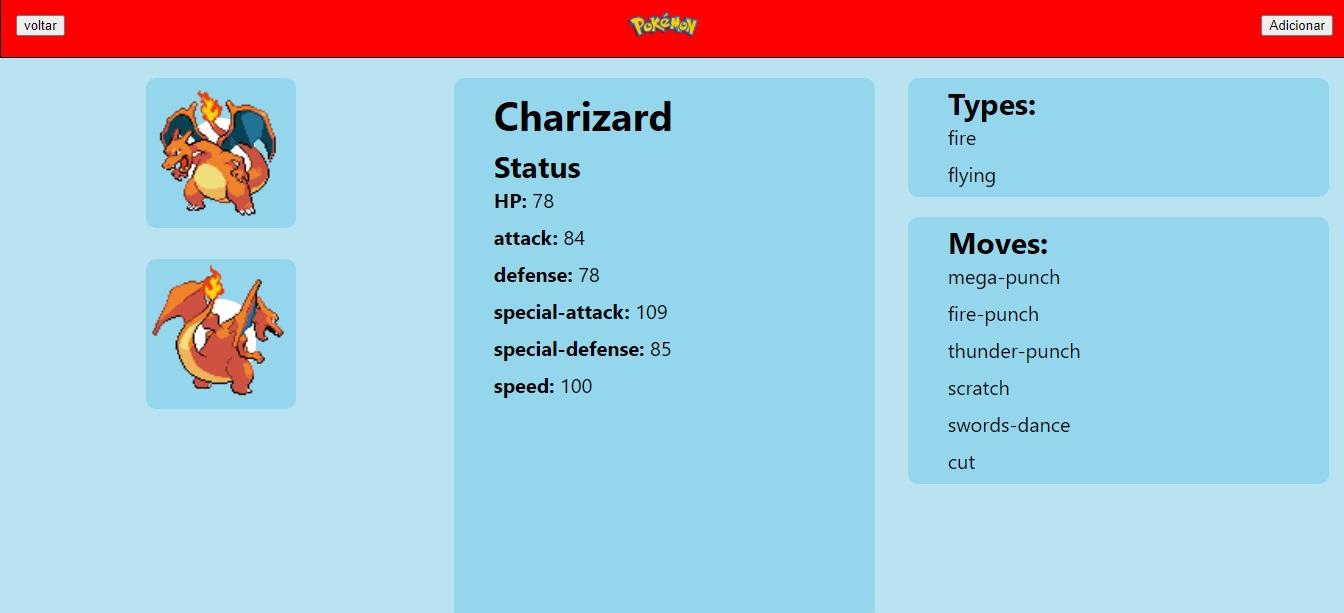 voltar
POKéMON
Adicionar
Charizard
Status
HP: 78
attack: 84
defense: 78
special-attack: 109
special-defense: 85
speed: 100
Types:
fire
flying
Moves:
mega-punch
fire-punch
thunder-punch
scratch
swords-dance
cut